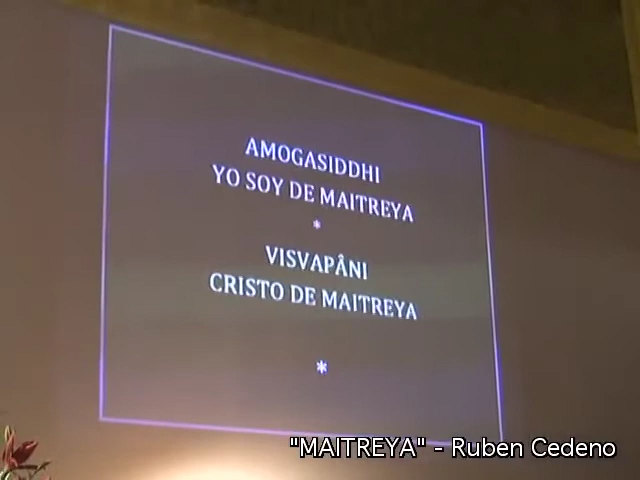 AMOGASIDDHI
YO SOY DE MAITREYA
*
VISVAPÂNI
CRISTO DE MAITREYA
*
"MAITREYA" - Ruben Cedeno